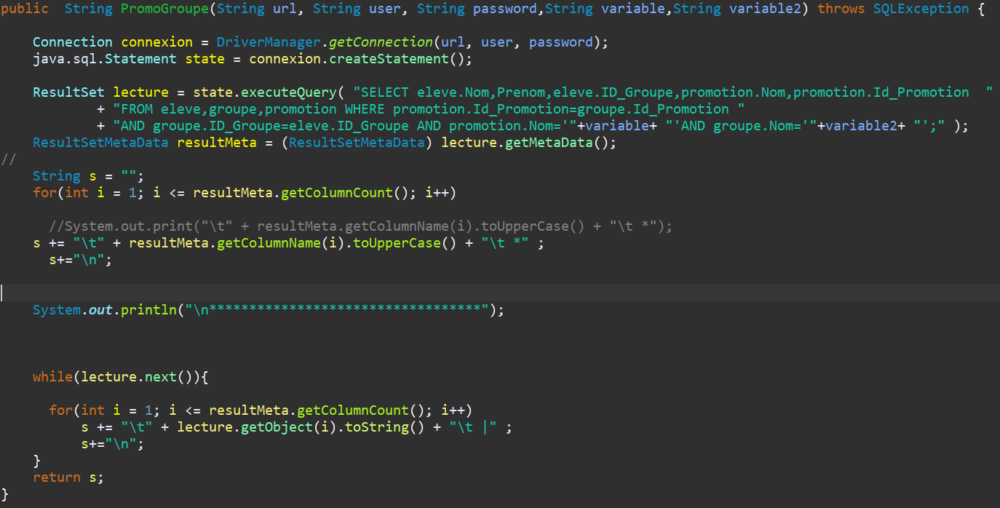 public  String PromoGroupe(String url, String user, String password,String variable,String variable2) throws SQLException {
Connection connexion = DriverManager.getConnection(url, user, password);
java.sql.Statement state = connexion.createStatement();
ResultSet lecture = state.executeQuery( "SELECT eleve.Nom,Prenom,eleve.ID_Groupe,promotion.Nom,promotion.Id_Promotion  "
+ "FROM eleve,groupe,promotion WHERE promotion.Id_Promotion=groupe.Id_Promotion "
+ "AND groupe.ID_Groupe=eleve.ID_Groupe AND promotion.Nom='"+variable+ "'AND groupe.Nom='"+variable2+ "';" );
ResultSetMetaData resultMeta = (ResultSetMetaData) lecture.getMetaData();
//
String s = "";
for(int i = 1; i <= resultMeta.getColumnCount(); i++)
//System.out.print("\t" + resultMeta.getColumnName(i).toUpperCase() + "\t *");
s += "\t" + resultMeta.getColumnName(i).toUpperCase() + "\t *" ;
s+="\n";
System.out.println("\n**********************************");
while(lecture.next()){
for(int i = 1; i <= resultMeta.getColumnCount(); i++)
s += "\t" + lecture.getObject(i).toString() + "\t |" ;
s+="\n";
}
return s;
}